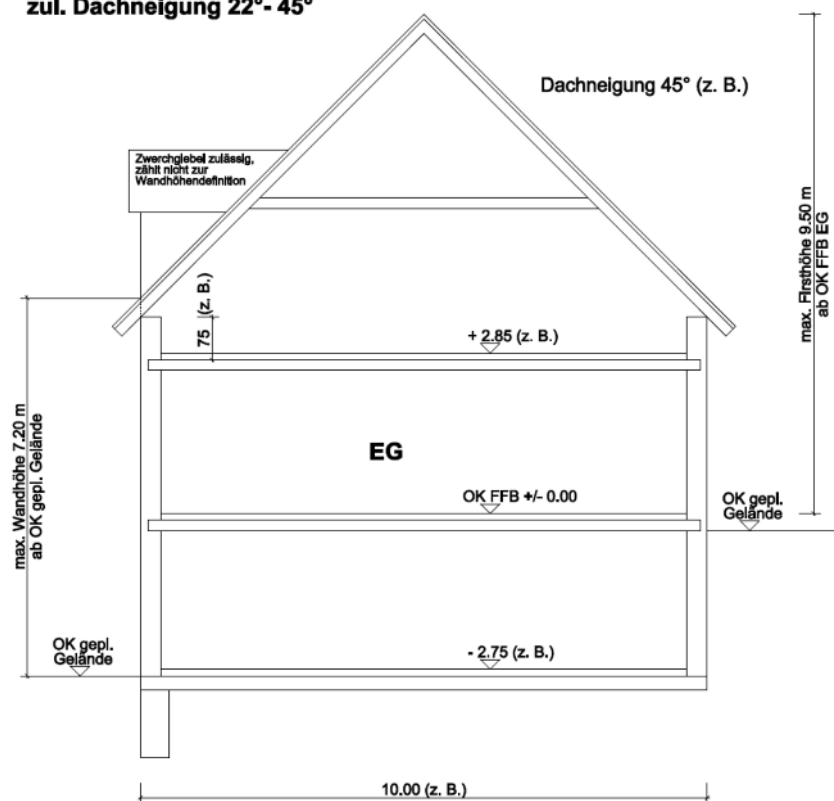 zul. Dachneigung 22°- 45°
Dachneigung 45° (z. B.)
Zwerchgiebel zulässig,
zählt nicht zur
Wandhöhendefinition
max. Firsthöhe 9.50 m
ab OK FFB EG
75 (z. B.)
+ 2.85 (z. B.)
max. Wandhöhe 7.20 m
ab OK gepl. Gelände
EG
OK FFB +/- 0.00
OK gepl.
Gelände
OK gepl.
Gelände
- 2.75 (z. B.)
10.00 (z. B.)